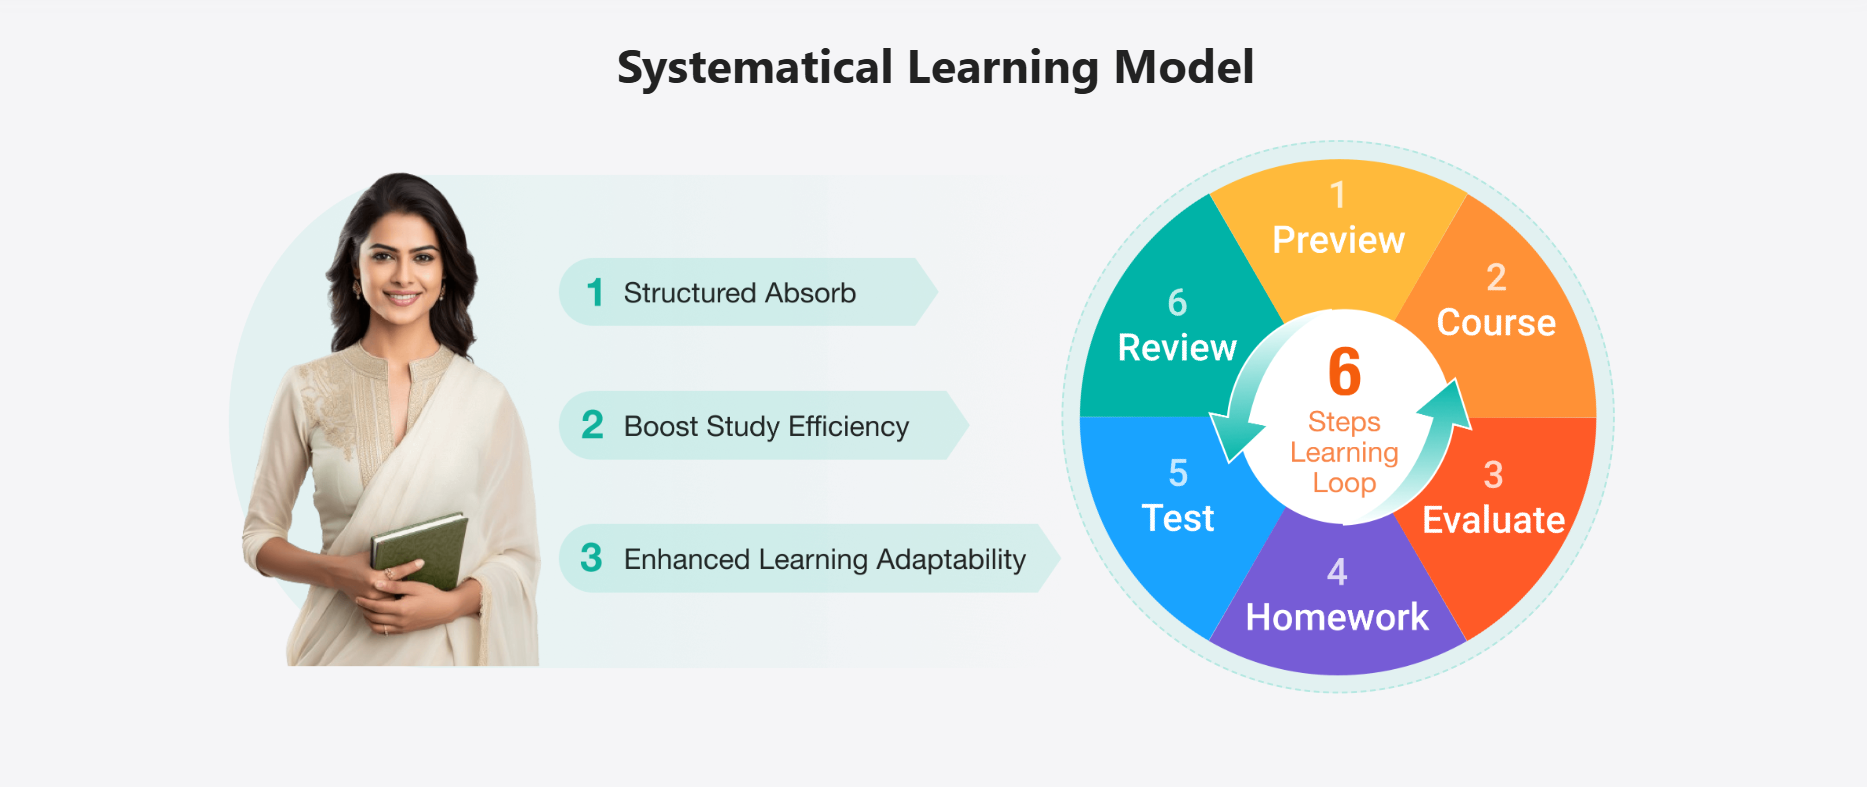 Systematical Learning Model
1 Structured Absorb
2 Boost Study Efficiency
3 Enhanced Learning Adaptability
1
Preview
2
Course
3
Evaluate
4
Homework
5
Test
6
Review
6
Steps
Learning
Loop